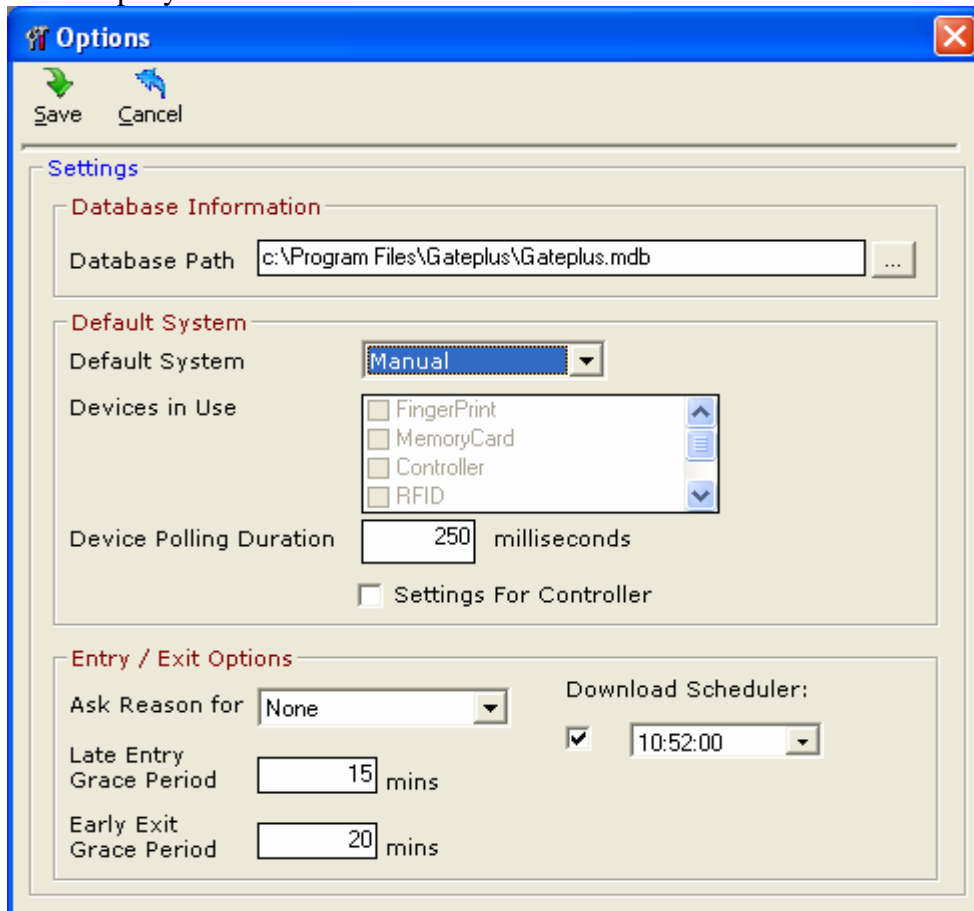 Options
Save Cancel
Settings
Database Information
Database Path c:\Program Files\Gateplus\Gateplus.mdb ...
Default System
Default System Manual
Devices in Use FingerPrint
MemoryCard
Controller
RFID
Device Polling Duration 250 milliseconds
Settings For Controller
Entry / Exit Options
Ask Reason for None
Download Scheduler:
10:52:00
Late Entry
Grace Period 15 mins
Early Exit
Grace Period 20 mins